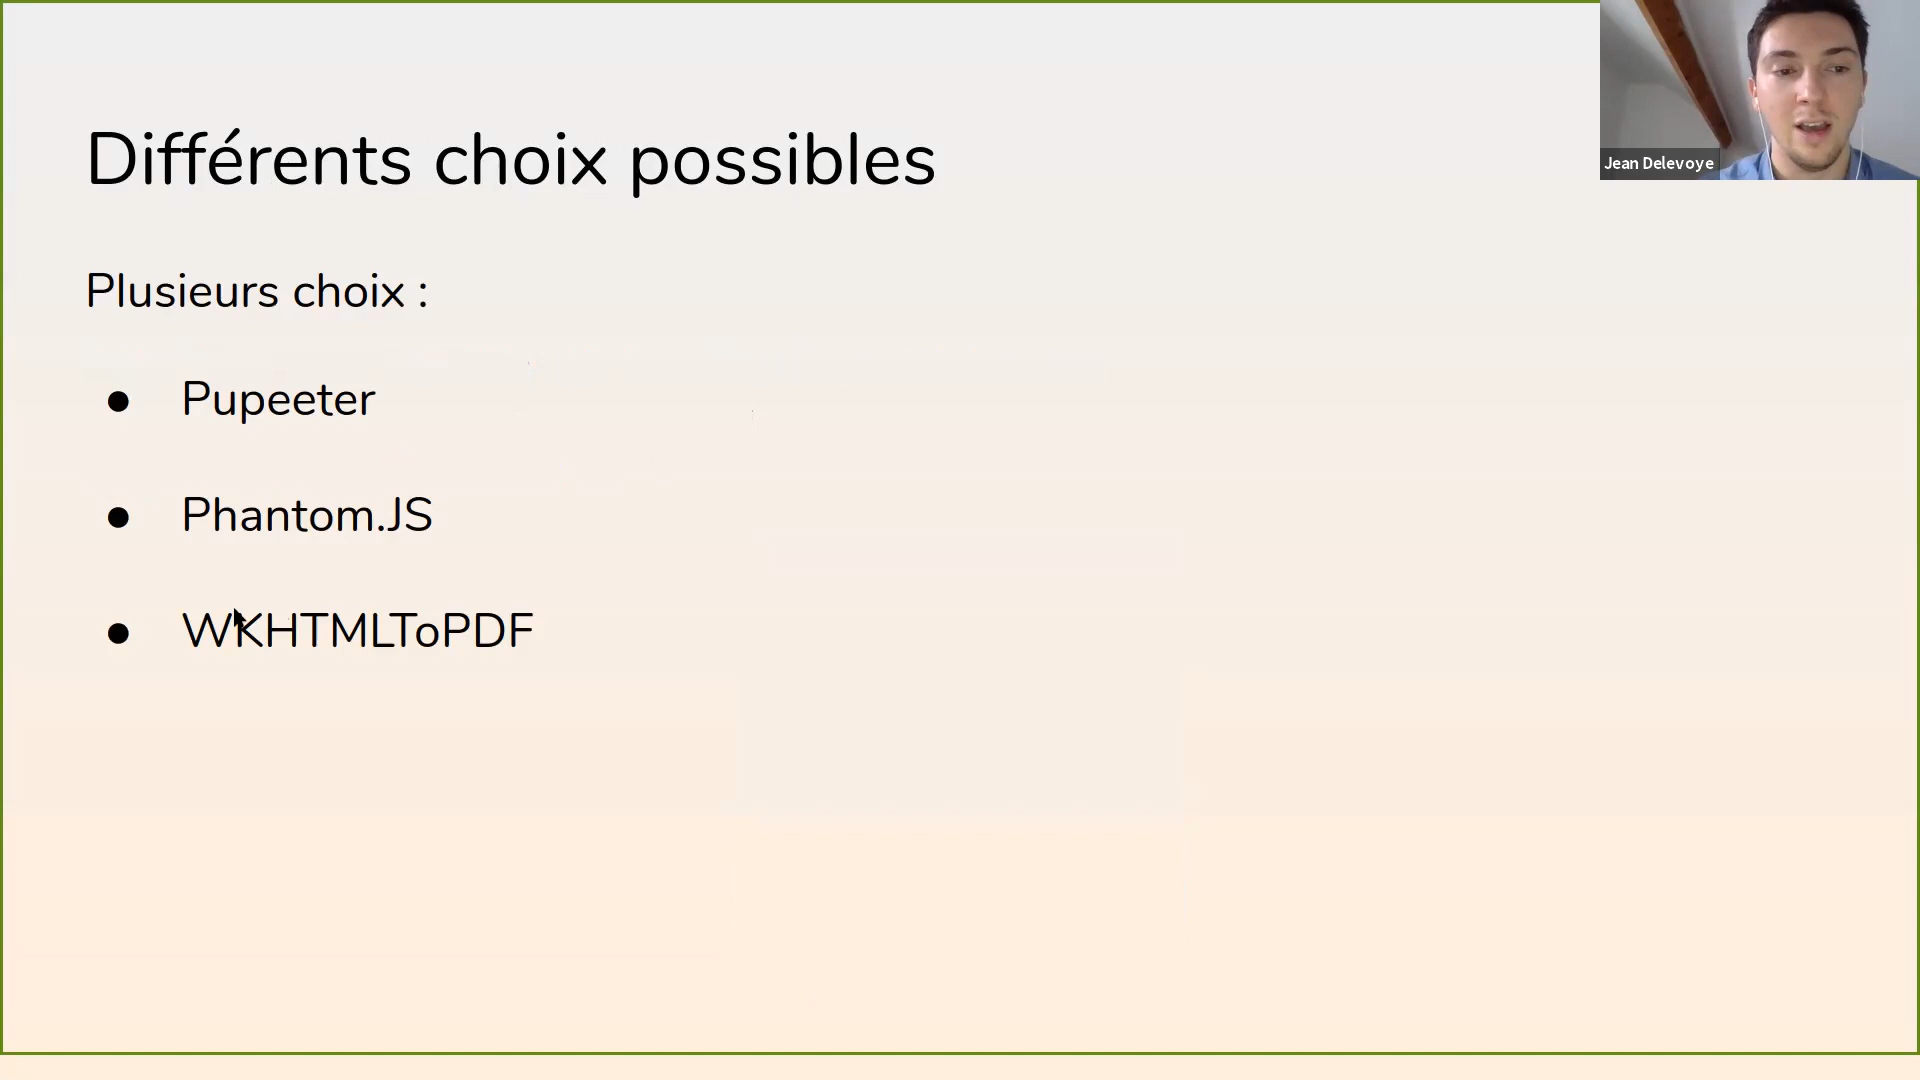 Différents choix possibles
Jean Delevoye
Plusieurs choix :
● Pupeeter
● Phantom.JS
● WKHTMLToPDF